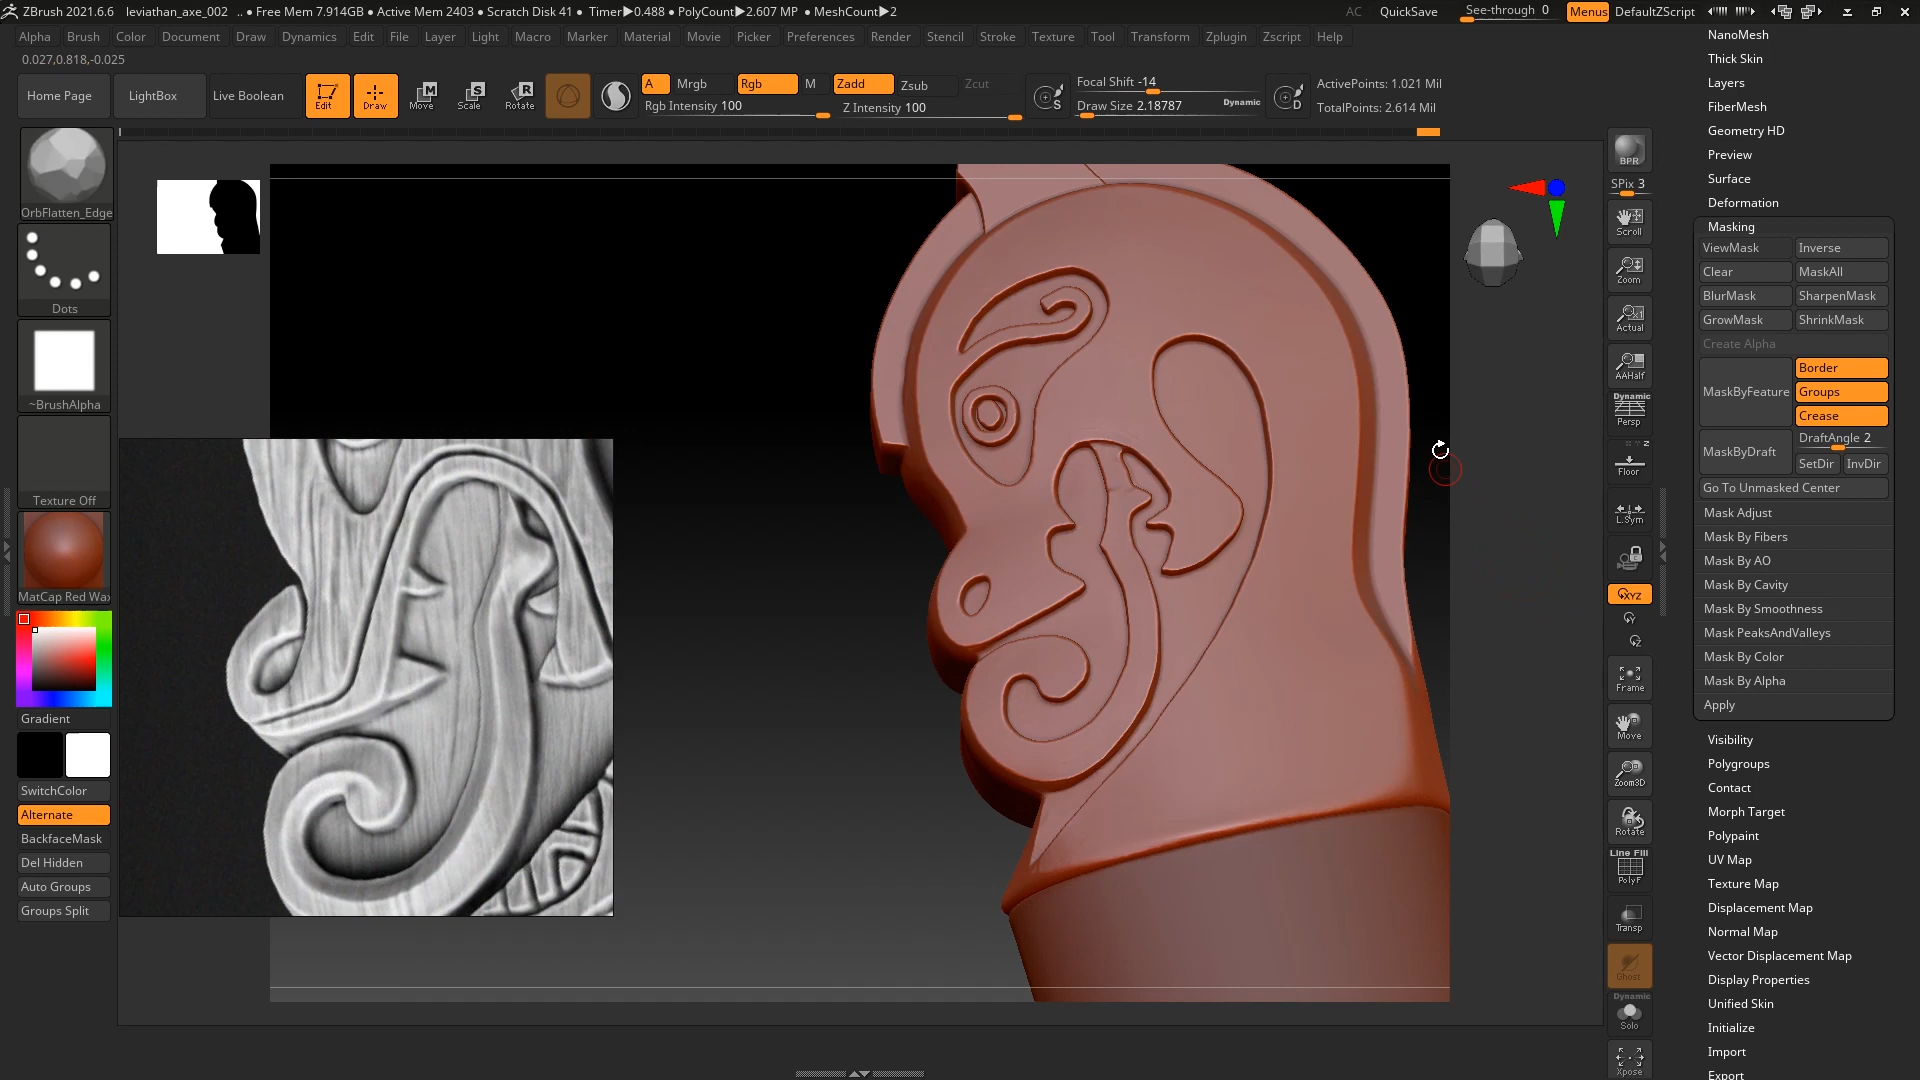 ZBrush 2021.6.6 leviathan_axe_002 .. • Free Mem 7.914GB • Active Mem 2403 • Scratch Disk 41 • Timer▶0.488 • PolyCount▶2.607 MP • MeshCount▶2 AC QuickSave See-through 0 Menus DefaultZScript
Alpha Brush Color Document Draw Dynamics Edit File Layer Light Macro Marker Material Movie Picker Preferences Render Stencil Stroke Texture Tool Transform Zplugin Zscript Help
0.027,0.818,-0.025
Home Page LightBox Live Boolean Edit Draw Move Scale Rotate
M S R
A Mrgb Rgb M Zadd Zsub Zcut
Rgb Intensity 100 Z Intensity 100
S Focal Shift -14
Draw Size 2.18787 Dynamic D
ActivePoints: 1.021 Mil
TotalPoints: 2.614 Mil
OrbFlatten_Edge
Dots
~BrushAlpha
Texture Off
MatCap Red Wax
Gradient
SwitchColor
Alternate
BackfaceMask
Del Hidden
Auto Groups
Groups Split
BPR
SPix 3
Scroll
Zoom
Actual
AAHalf
Dynamic
Persp
Floor
L.Sym
XYZ
Y
Z
Frame
Move
Zoom3D
Rotate
Line Fill
PolyF
Transp
Ghost
Dynamic
Solo
Xpose
NanoMesh
Thick Skin
Layers
FiberMesh
Geometry HD
Preview
Surface
Deformation
Masking
ViewMask Inverse
Clear MaskAll
BlurMask SharpenMask
GrowMask ShrinkMask
Create Alpha
MaskByFeature Border
Groups
Crease
MaskByDraft DraftAngle 2
SetDir InvDir
Go To Unmasked Center
Mask Adjust
Mask By Fibers
Mask By AO
Mask By Cavity
Mask By Smoothness
Mask PeaksAndValleys
Mask By Color
Mask By Alpha
Apply
Visibility
Polygroups
Contact
Morph Target
Polypaint
UV Map
Texture Map
Displacement Map
Normal Map
Vector Displacement Map
Display Properties
Unified Skin
Initialize
Import
Export